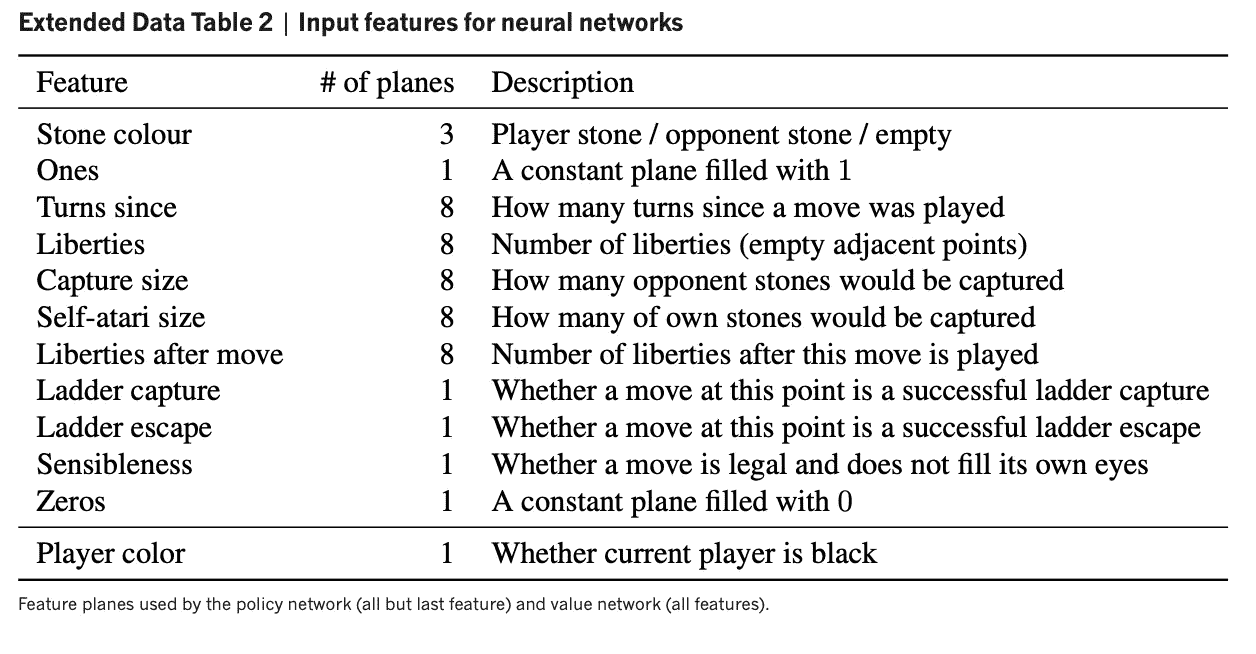 Extended Data Table 2 | Input features for neural networks
Feature # of planes Description
Stone colour 3 Player stone / opponent stone / empty
Ones 1 A constant plane filled with 1
Turns since 8 How many turns since a move was played
Liberties 8 Number of liberties (empty adjacent points)
Capture size 8 How many opponent stones would be captured
Self-atari size 8 How many of own stones would be captured
Liberties after move 8 Number of liberties after this move is played
Ladder capture 1 Whether a move at this point is a successful ladder capture
Ladder escape 1 Whether a move at this point is a successful ladder escape
Sensibleness 1 Whether a move is legal and does not fill its own eyes
Zeros 1 A constant plane filled with 0
Player color 1 Whether current player is black
Feature planes used by the policy network (all but last feature) and value network (all features).